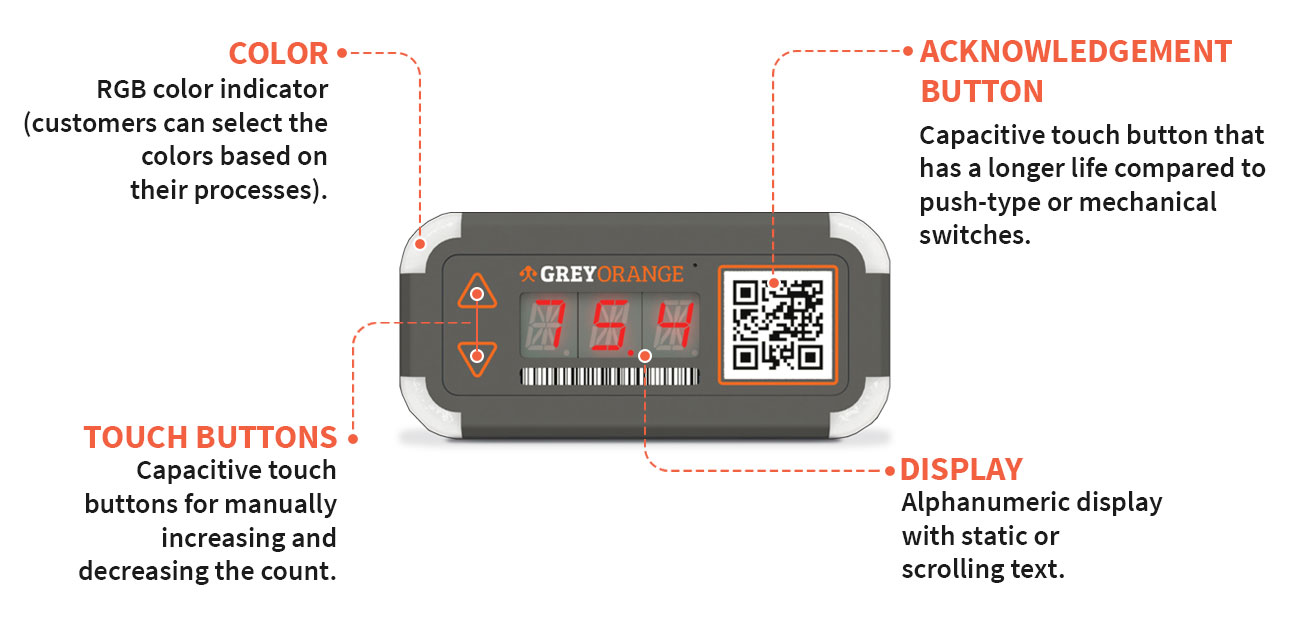 COLOR
RGB color indicator
(customers can select the
colors based on
their processes).
ACKNOWLEDGEMENT
BUTTON
Capacitive touch button that
has a longer life compared to
push-type or mechanical
switches.
GREYORANGE
75.4
TOUCH BUTTONS
Capacitive touch
buttons for manually
increasing and
decreasing the count.
DISPLAY
Alphanumeric display
with static or
scrolling text.